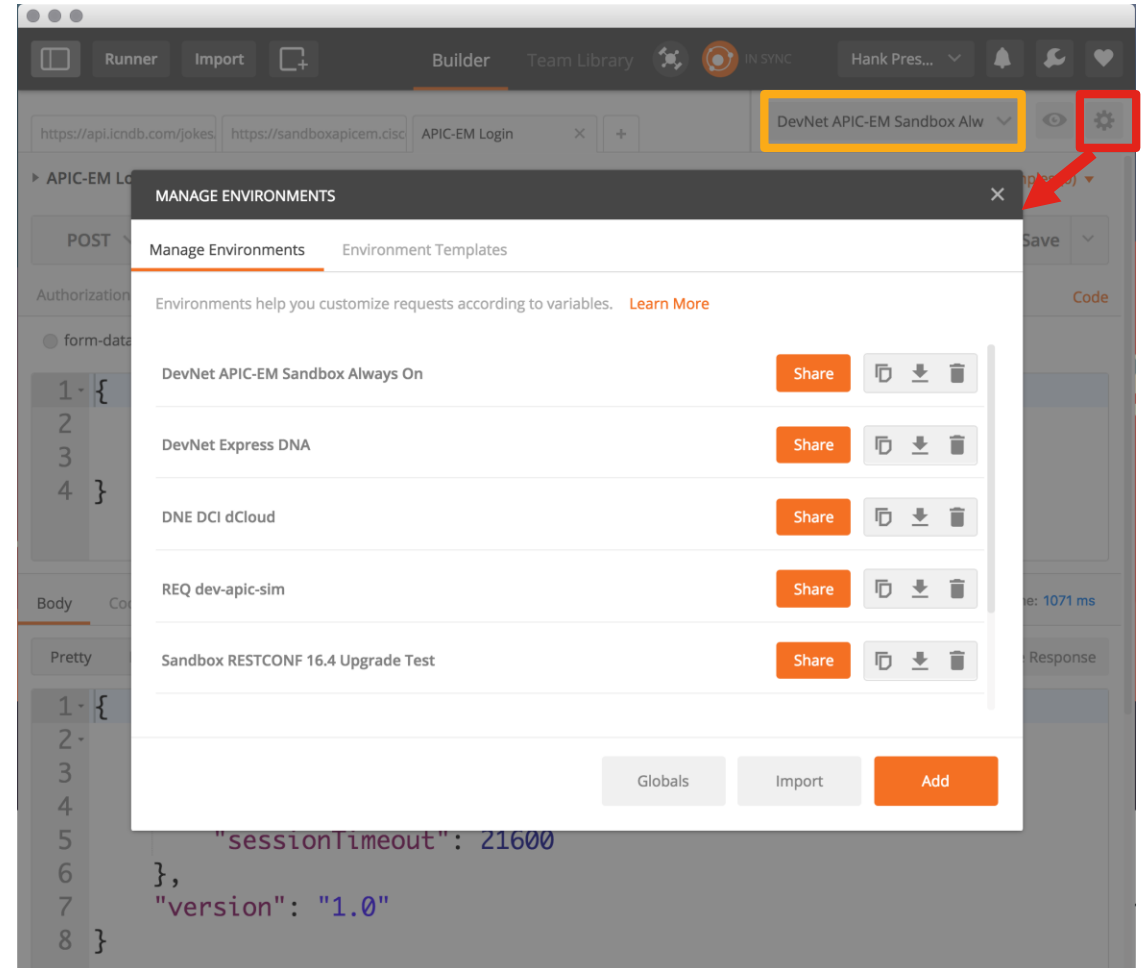 Runner Import Builder Team Library IN SYNC Hank Pres...
https://api.icndb.com/jokes. https://sandboxapicem.cisc APIC-EM Login × + DevNet APIC-EM Sandbox Alw
APIC-EM Lo
MANAGE ENVIRONMENTS ×
POST Save
Manage Environments Environment Templates
Authorization Code
Environments help you customize requests according to variables. Learn More
form-data
DevNet APIC-EM Sandbox Always On Share
1 {
2
DevNet Express DNA Share
3
4 }
DNE DCI dCloud Share
REQ dev-apic-sim Share
Body Coo 1071 ms
Pretty Response
Sandbox RESTCONF 16.4 Upgrade Test Share
1 {
2
3
Globals Import Add
4
5 "sessionTimeout": 21600
6 },
7 "version": "1.0"
8 }